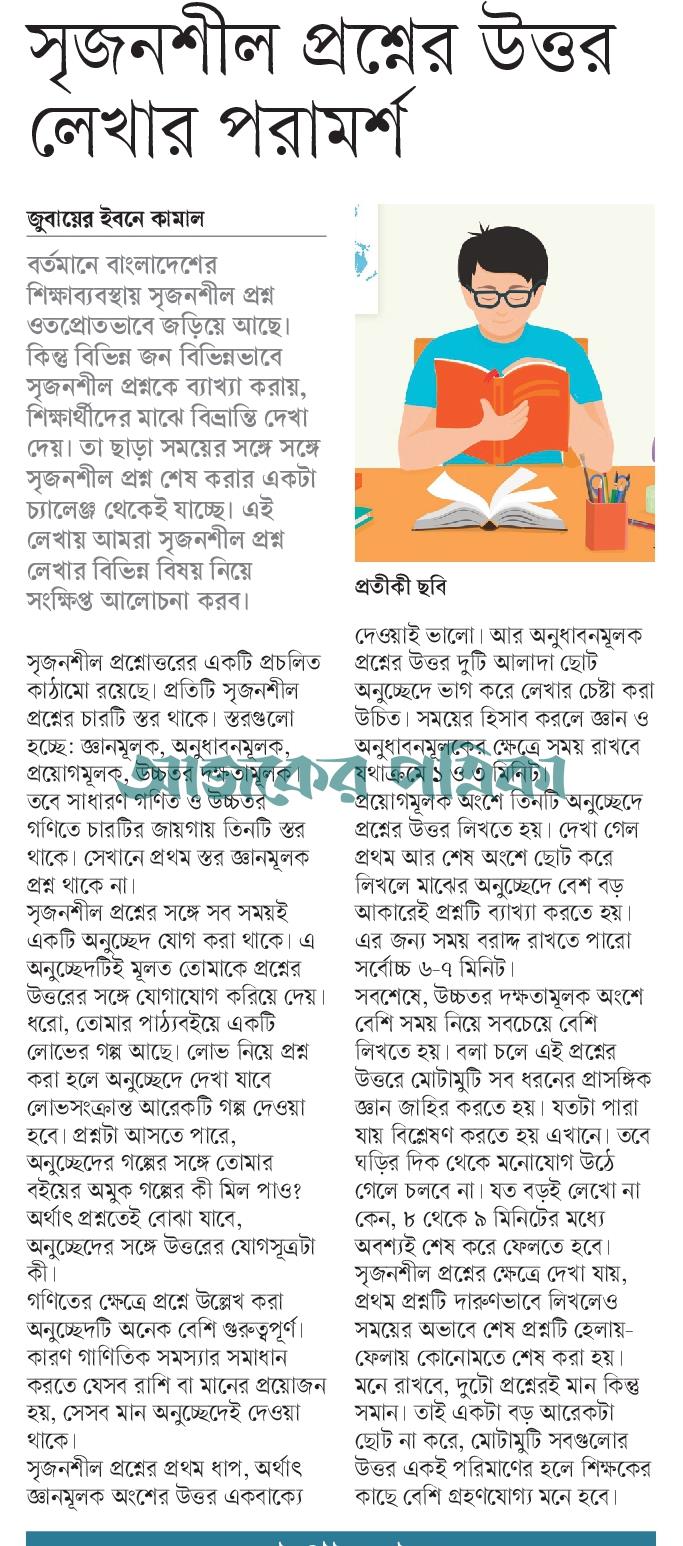 সৃজনশীল প্রশ্নের উত্তর
লেখার পরামর্শ
জুবায়ের ইবনে কামাল
বর্তমানে বাংলাদেশের
শিক্ষাব্যবস্থায় সৃজনশীল প্রশ্ন
ওতপ্রোতভাবে জড়িয়ে আছে।
কিন্তু বিভিন্ন জন বিভিন্নভাবে
সৃজনশীল প্রশ্নকে ব্যাখ্যা করায়,
শিক্ষার্থীদের মাঝে বিভ্রান্তি দেখা
দেয়। তা ছাড়া সময়ের সঙ্গে সঙ্গে
সৃজনশীল প্রশ্ন শেষ করার একটা
চ্যালেঞ্জ থেকেই যাচ্ছে। এই
লেখায় আমরা সৃজনশীল প্রশ্ন
লেখার বিভিন্ন বিষয় নিয়ে
সংক্ষিপ্ত আলোচনা করব।
সৃজনশীল প্রশ্নোত্তরের একটি প্রচলিত
কাঠামো রয়েছে। প্রতিটি সৃজনশীল
প্রশ্নের চারটি স্তর থাকে। স্তরগুলো
হচ্ছে: জ্ঞানমূলক, অনুধাবনমূলক,
প্রয়োগমূলক, উচ্চতর দক্ষতামূলক।
তবে সাধারণ গণিত ও উচ্চতর
গণিতে চারটির জায়গায় তিনটি স্তর
থাকে। সেখানে প্রথম স্তর জ্ঞানমূলক
প্রশ্ন থাকে না।
সৃজনশীল প্রশ্নের সঙ্গে সব সময়ই
একটি অনুচ্ছেদ যোগ করা থাকে। এ
অনুচ্ছেদটিই মূলত তোমাকে প্রশ্নের
উত্তরের সঙ্গে যোগাযোগ করিয়ে দেয়।
ধরো, তোমার পাঠ্যবইয়ে একটি
লোভের গল্প আছে। লোভ নিয়ে প্রশ্ন
করা হলে অনুচ্ছেদে দেখা যাবে
লোভসংক্রান্ত আরেকটি গল্প দেওয়া
হবে। প্রশ্নটা আসতে পারে,
অনুচ্ছেদের গল্পের সঙ্গে তোমার
বইয়ের অমুক গল্পের কী মিল পাও?
অর্থাৎ প্রশ্নতেই বোঝা যাবে,
অনুচ্ছেদের সঙ্গে উত্তরের যোগসূত্রটা
কী।
গণিতের ক্ষেত্রে প্রশ্নে উল্লেখ করা
অনুচ্ছেদটি অনেক বেশি গুরুত্বপূর্ণ।
কারণ গাণিতিক সমস্যার সমাধান
করতে যেসব রাশি বা মানের প্রয়োজন
হয়, সেসব মান অনুচ্ছেদেই দেওয়া
থাকে।
সৃজনশীল প্রশ্নের প্রথম ধাপ, অর্থাৎ
জ্ঞানমূলক অংশের উত্তর একবাক্যে
প্রতীকী ছবি
দেওয়াই ভালো। আর অনুধাবনমূলক
প্রশ্নের উত্তর দুটি আলাদা ছোট
অনুচ্ছেদে ভাগ করে লেখার চেষ্টা করা
উচিত। সময়ের হিসাব করলে জ্ঞান ও
অনুধাবনমূলকের ক্ষেত্রে সময় রাখবে
যথাক্রমে ১ ও ৩ মিনিট।
প্রয়োগমূলক অংশে তিনটি অনুচ্ছেদে
প্রশ্নের উত্তর লিখতে হয়। দেখা গেল
প্রথম আর শেষ অংশে ছোট করে
লিখলে মাঝের অনুচ্ছেদে বেশ বড়
আকারেই প্রশ্নটি ব্যাখ্যা করতে হয়।
এর জন্য সময় বরাদ্দ রাখতে পারো
সর্বোচ্চ ৬-৭ মিনিট।
সবশেষে, উচ্চতর দক্ষতামূলক অংশে
বেশি সময় নিয়ে সবচেয়ে বেশি
লিখতে হয়। বলা চলে এই প্রশ্নের
উত্তরে মোটামুটি সব ধরনের প্রাসঙ্গিক
জ্ঞান জাহির করতে হয়। যতটা পারা
যায় বিশ্লেষণ করতে হয় এখানে। তবে
ঘড়ির দিক থেকে মনোযোগ উঠে
গেলে চলবে না। যত বড়ই লেখো না
কেন, ৮ থেকে ৯ মিনিটের মধ্যে
অবশ্যই শেষ করে ফেলতে হবে।
সৃজনশীল প্রশ্নের ক্ষেত্রে দেখা যায়,
প্রথম প্রশ্নটি দারুণভাবে লিখলেও
সময়ের অভাবে শেষ প্রশ্নটি হেলায়-
ফেলায় কোনোমতে শেষ করা হয়।
মনে রাখবে, দুটো প্রশ্নেরই মান কিন্তু
সমান। তাই একটা বড় আরেকটা
ছোট না করে, মোটামুটি সবগুলোর
উত্তর একই পরিমাণের হলে শিক্ষকের
কাছে বেশি গ্রহণযোগ্য মনে হবে।
আজকের পত্রিকা